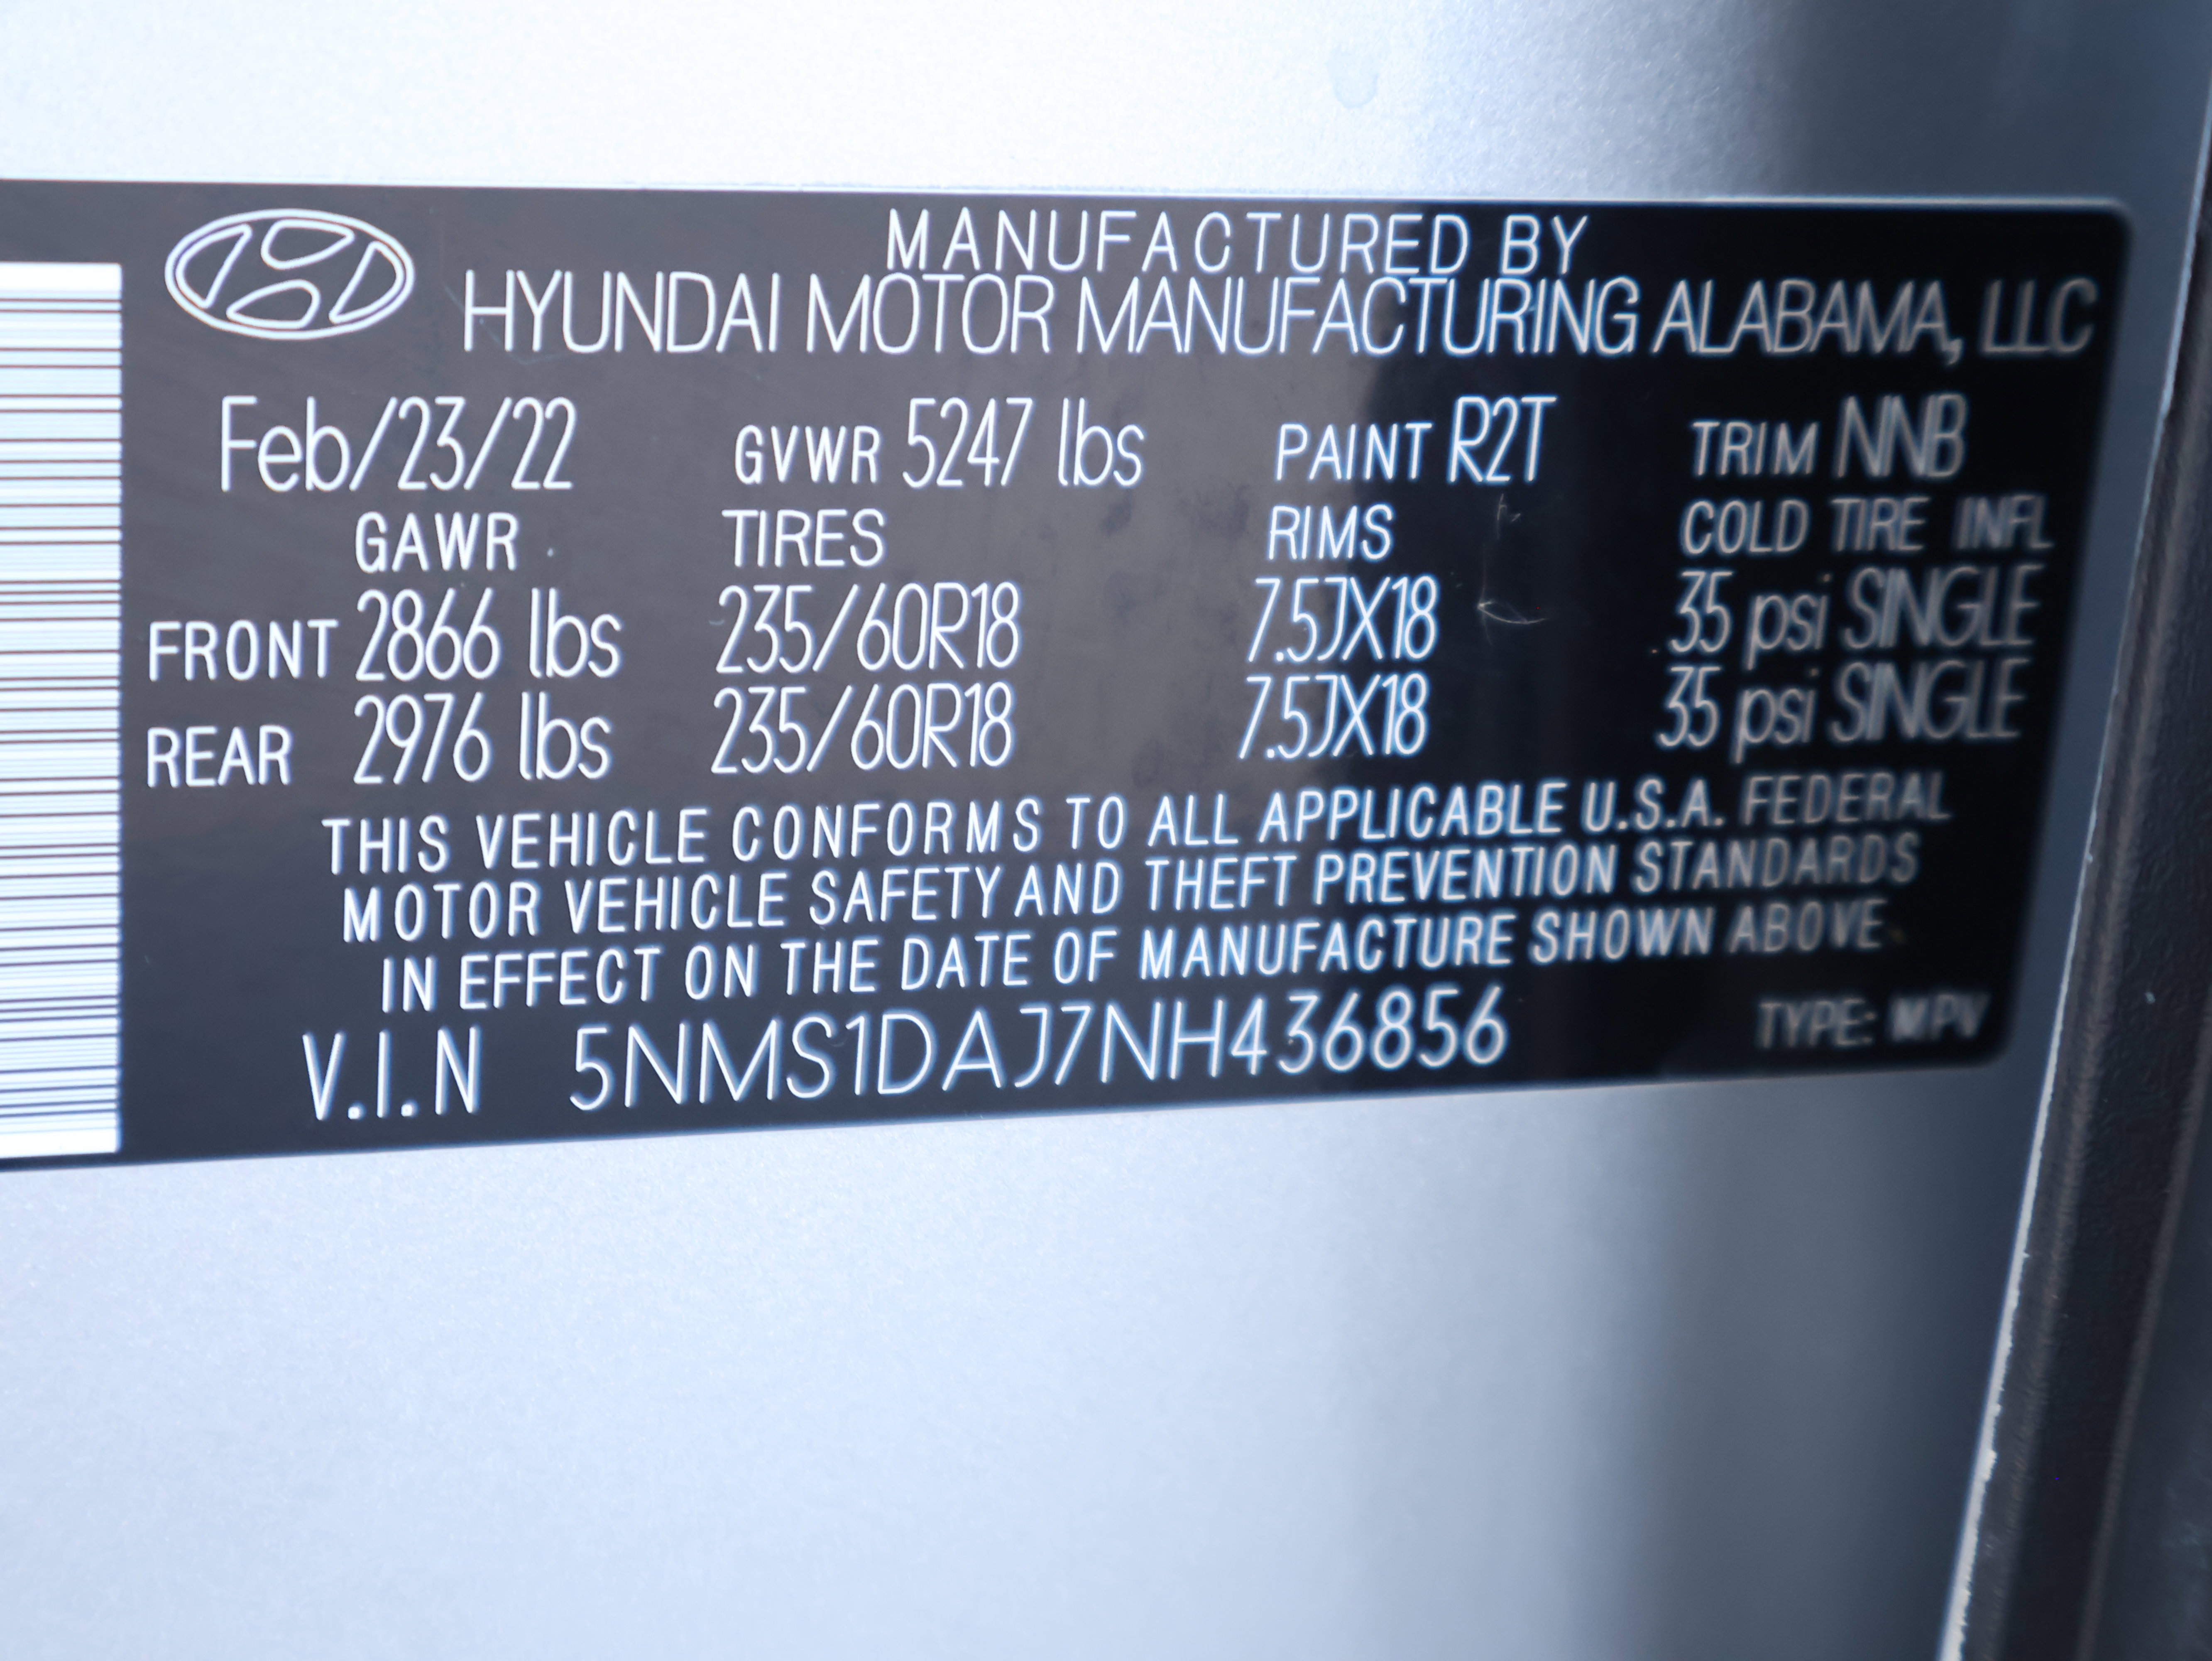 MANUFACTURED BY
HYUNDAI MOTOR MANUFACTURING ALABAMA, LLC
Feb/23/22 GVWR 5247 lbs PAINT R2T TRIM NNB
GAWR TIRES RIMS COLD TIRE INFL
FRONT 2866 lbs 235/60R18 7.5JX18 35 psi SINGLE
REAR 2976 lbs 235/60R18 7.5JX18 35 psi SINGLE
THIS VEHICLE CONFORMS TO ALL APPLICABLE U.S.A. FEDERAL
MOTOR VEHICLE SAFETY AND THEFT PREVENTION STANDARDS
IN EFFECT ON THE DATE OF MANUFACTURE SHOWN ABOVE
V.I.N 5NMS1DAJ7NH436856 TYPE: MPV